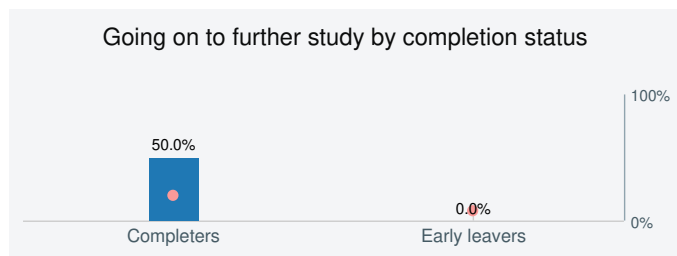 Going on to further study by completion status
100%
50.0%
0.0%
0%
Completers
Early leavers